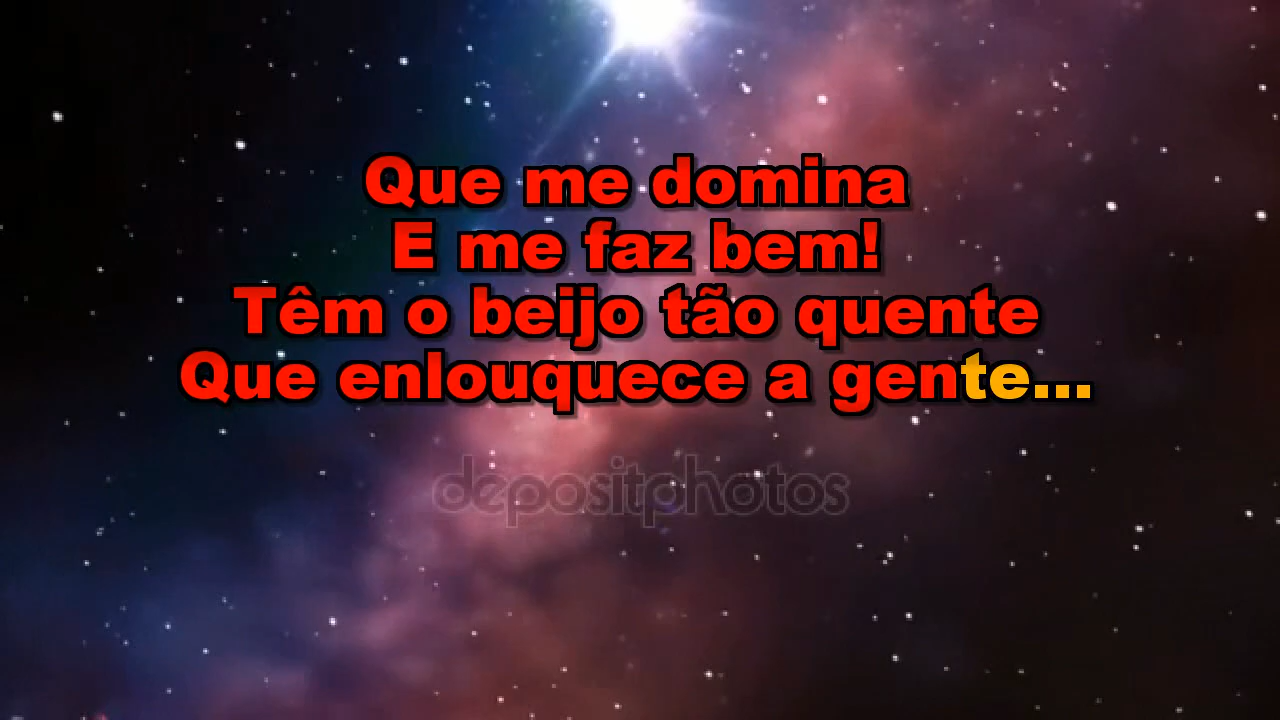 Que me domina
E me faz bem!
Têm o beijo tão quente
Que enlouquece a gente...
depositphotos